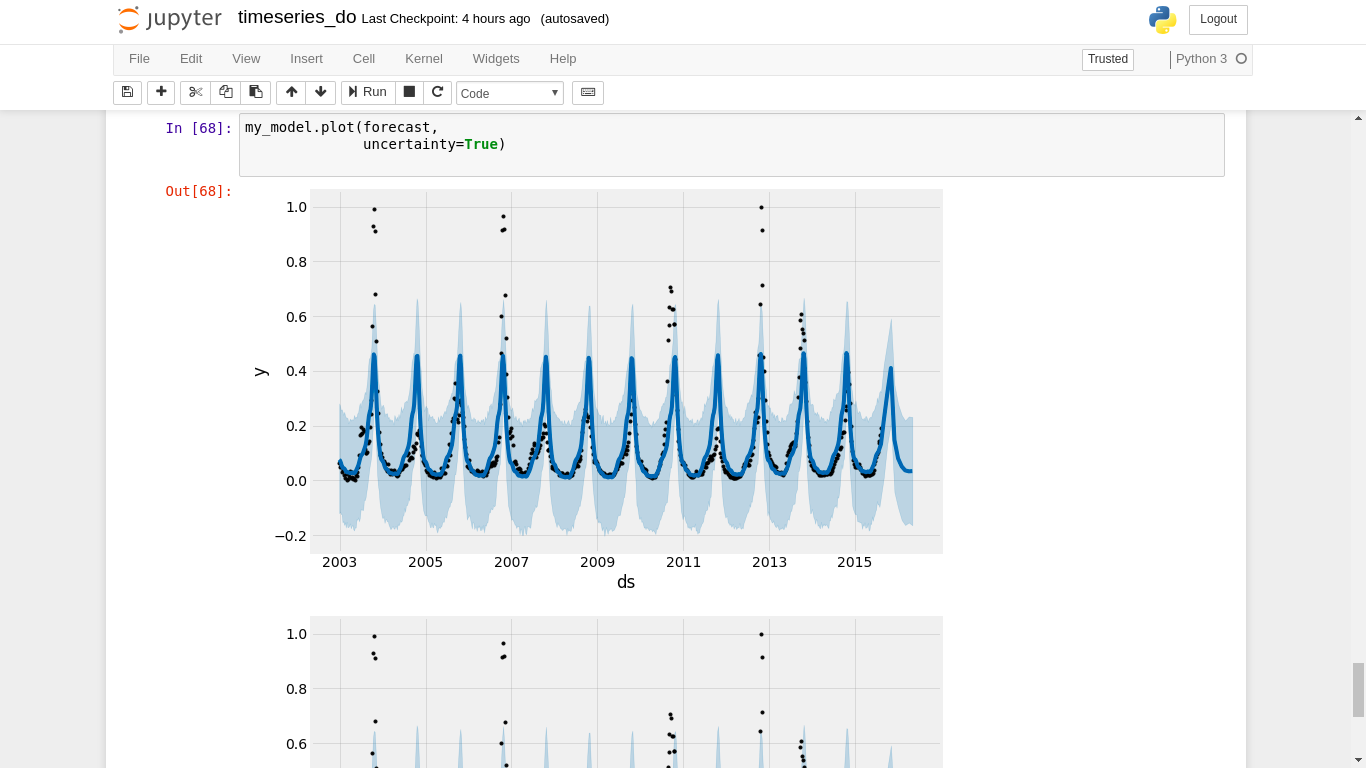 jupyter timeseries_do Last Checkpoint: 4 hours ago (autosaved) Logout
File Edit View Insert Cell Kernel Widgets Help Trusted Python 3
Run Code
In [68]: my_model.plot(forecast,
uncertainty=True)
Out[68]:
1.0
0.8
0.6
0.4
0.2
0.0
−0.2
y
2003 2005 2007 2009 2011 2013 2015
ds
1.0
0.8
0.6